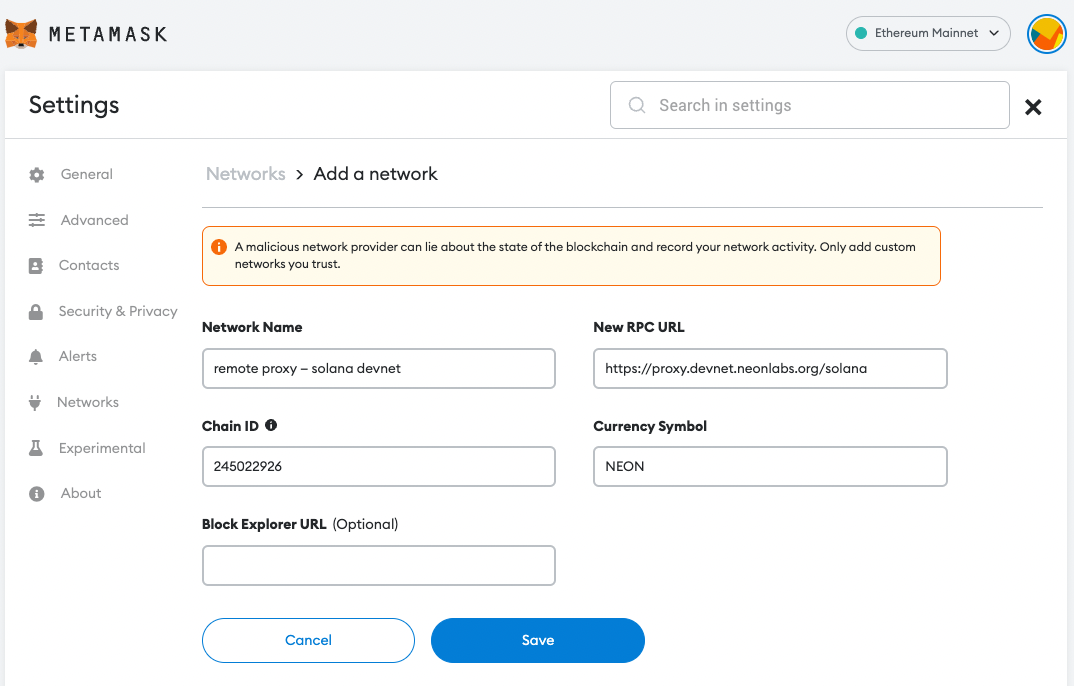 METAMASK
Ethereum Mainnet
Settings
Search in settings
General
Advanced
Contacts
Security & Privacy
Alerts
Networks
Experimental
About
Networks > Add a network
A malicious network provider can lie about the state of the blockchain and record your network activity. Only add custom
networks you trust.
Network Name
New RPC URL
remote proxy – solana devnet
https://proxy.devnet.neonlabs.org/solana
Chain ID
Currency Symbol
245022926
NEON
Block Explorer URL (Optional)
Cancel
Save